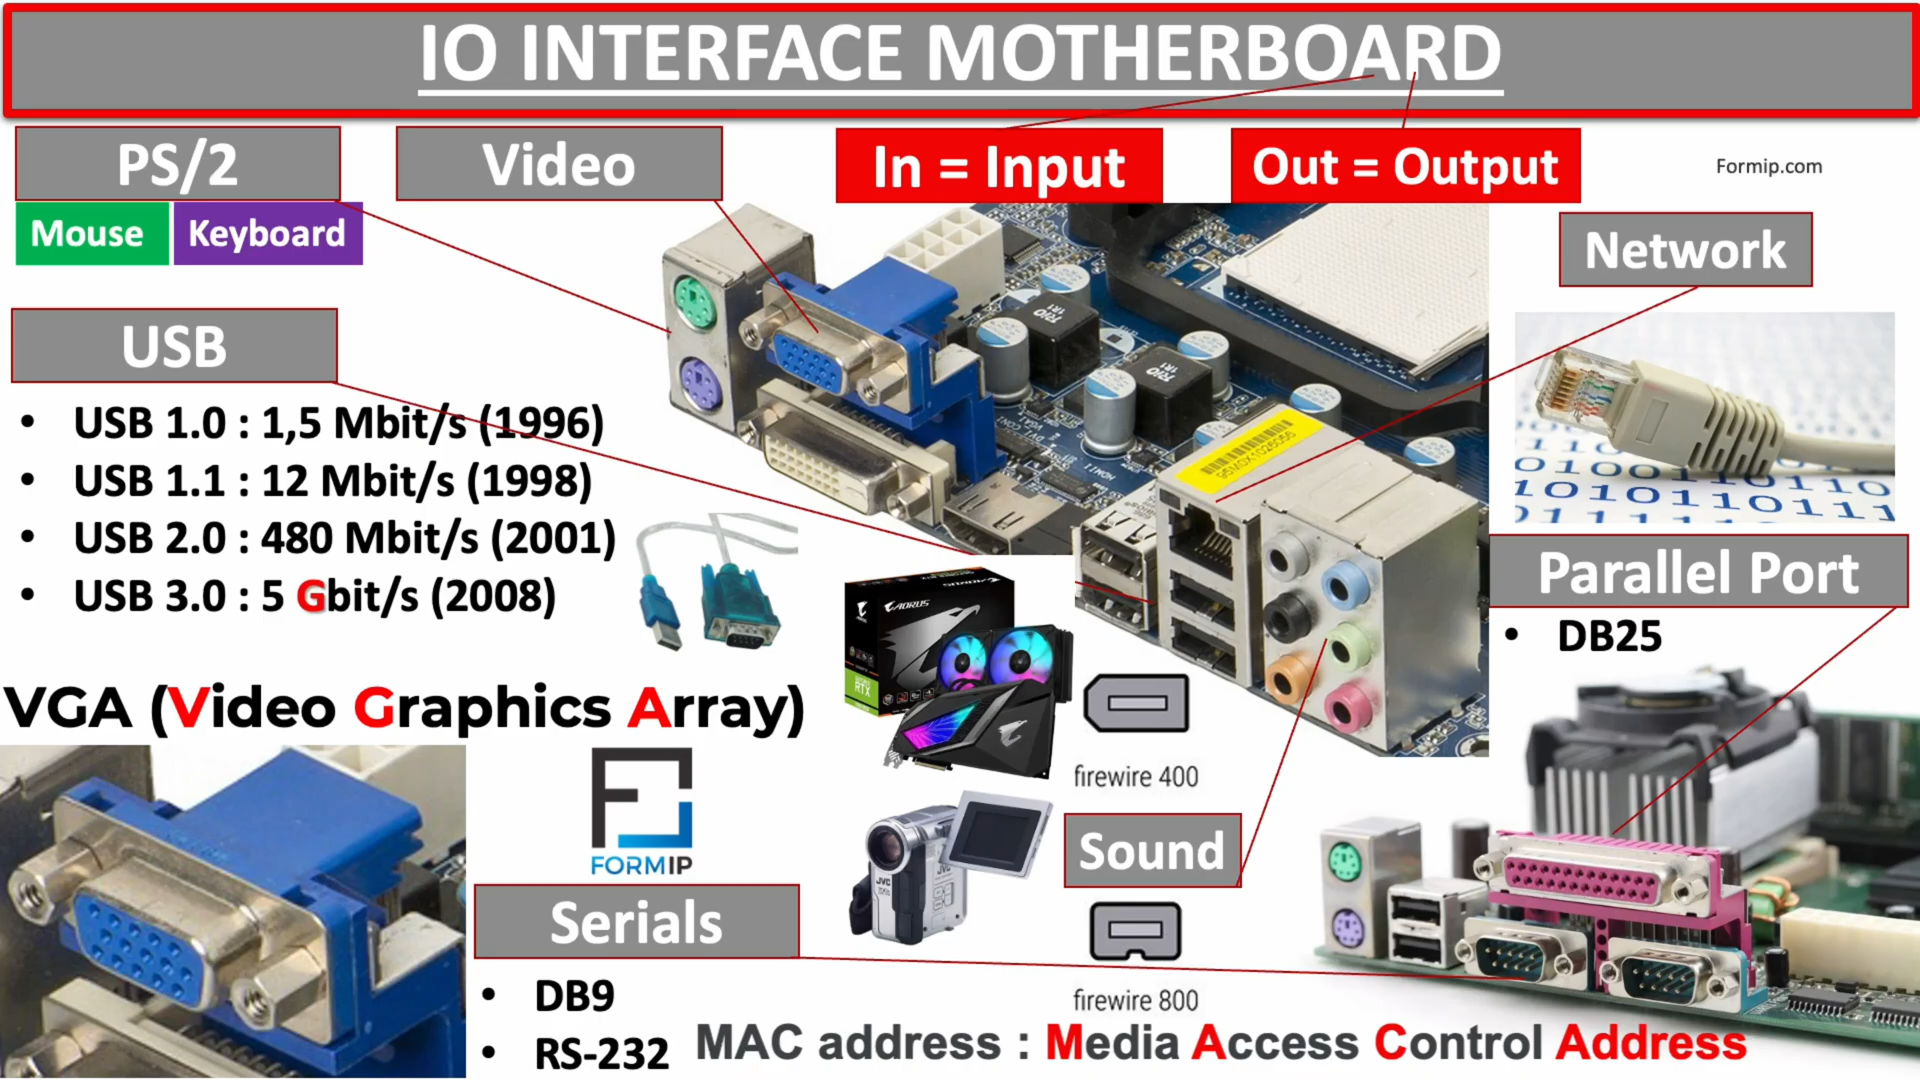 IO INTERFACE MOTHERBOARD
PS/2
Video
In = Input
Out = Output
Formip.com
Mouse
Keyboard
Network
USB
• USB 1.0 : 1,5 Mbit/s (1996)
• USB 1.1 : 12 Mbit/s (1998)
• USB 2.0 : 480 Mbit/s (2001)
• USB 3.0 : 5 Gbit/s (2008)
Parallel Port
• DB25
AORUS
RTX
VGA (Video Graphics Array)
firewire 400
FORMIP
Sound
JVC
Serials
• DB9
• RS-232
firewire 800
MAC address : Media Access Control Address